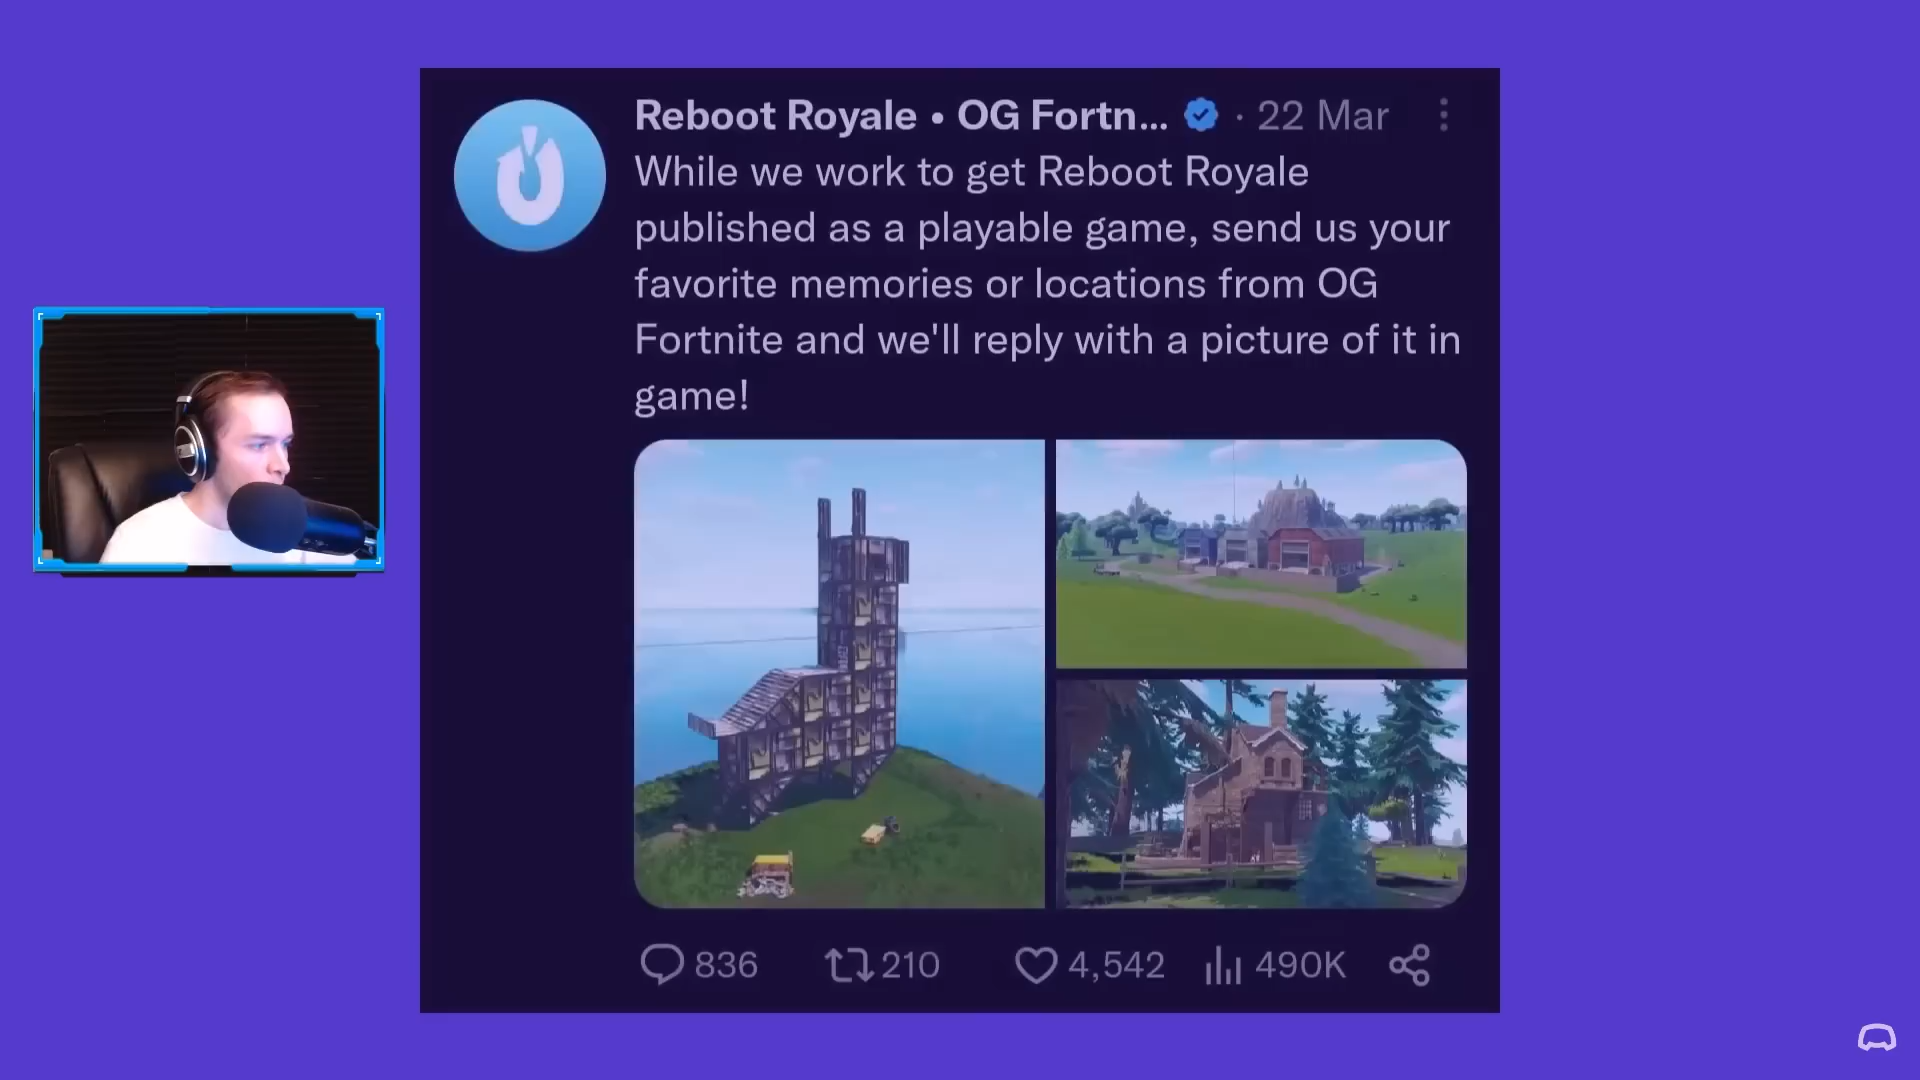 Reboot Royale • OG Fortn... · 22 Mar
While we work to get Reboot Royale
published as a playable game, send us your
favorite memories or locations from OG
Fortnite and we'll reply with a picture of it in
game!
836 210 4,542 490K